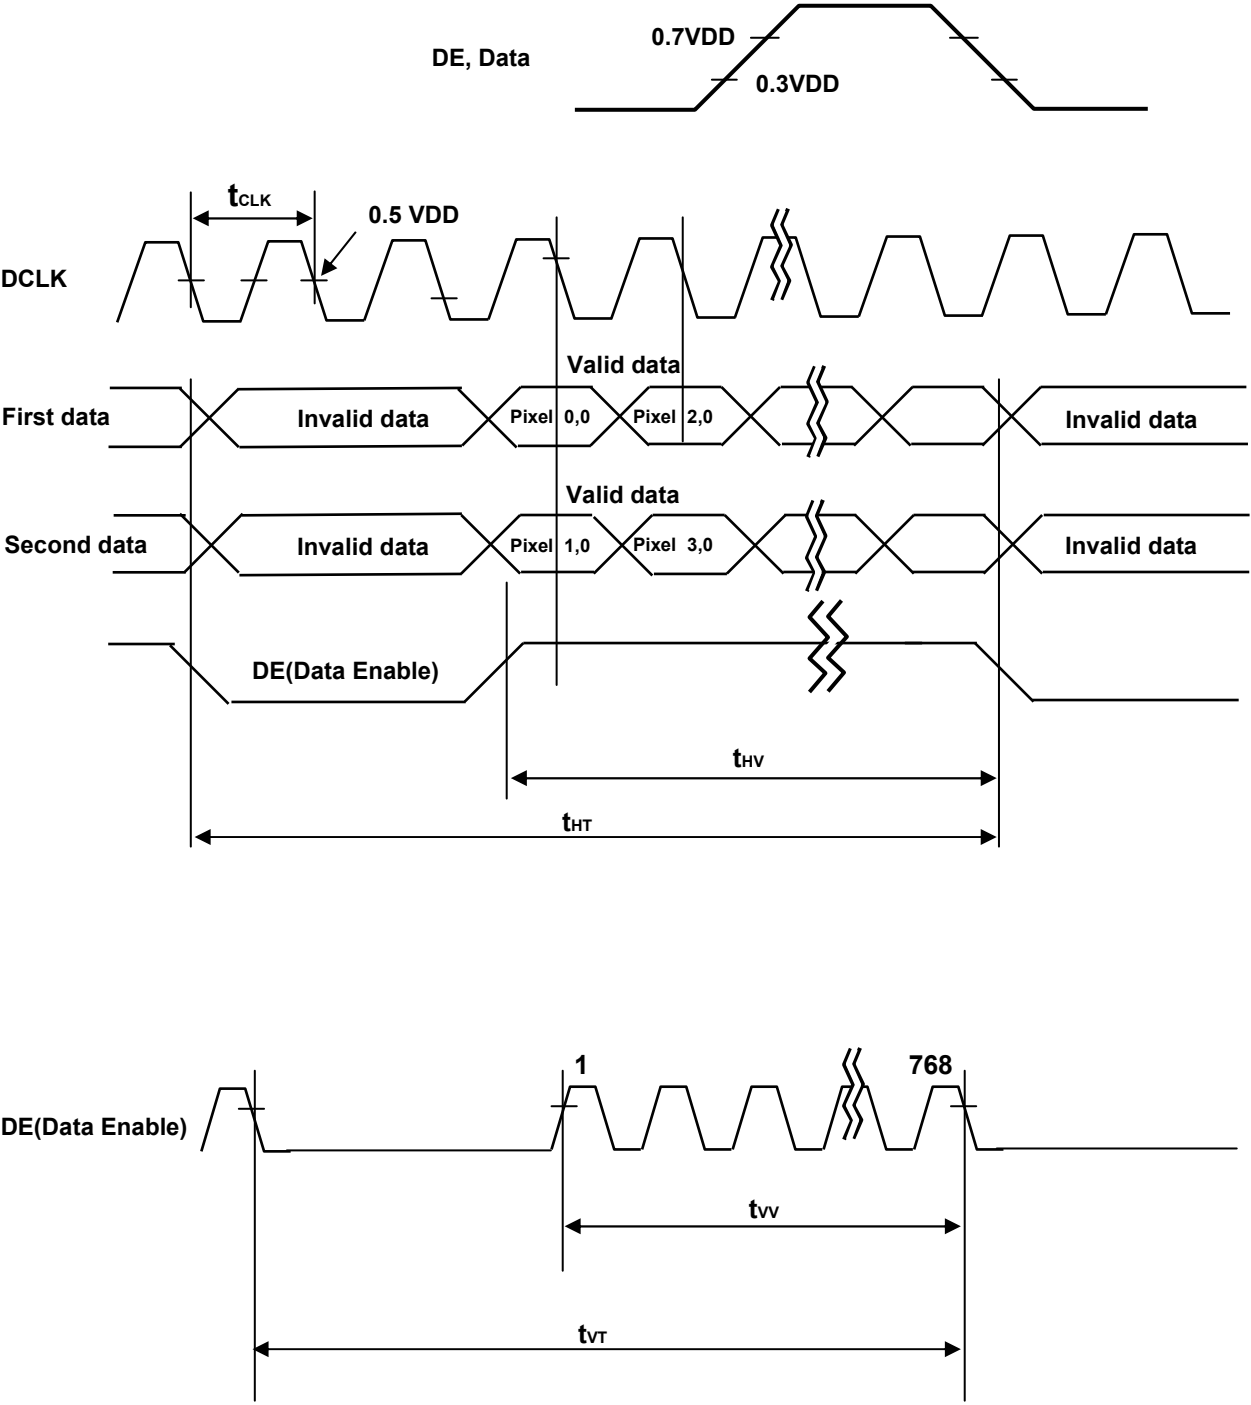 0.7VDD
DE, Data
0.3VDD
tCLK
0.5 VDD
DCLK
Valid data
First data
Invalid data
Pixel 0,0
Pixel 2,0
Invalid data
Valid data
Second data
Invalid data
Pixel 1,0
Pixel 3,0
Invalid data
DE(Data Enable)
tHV
tHT
1
768
DE(Data Enable)
tVV
tVT